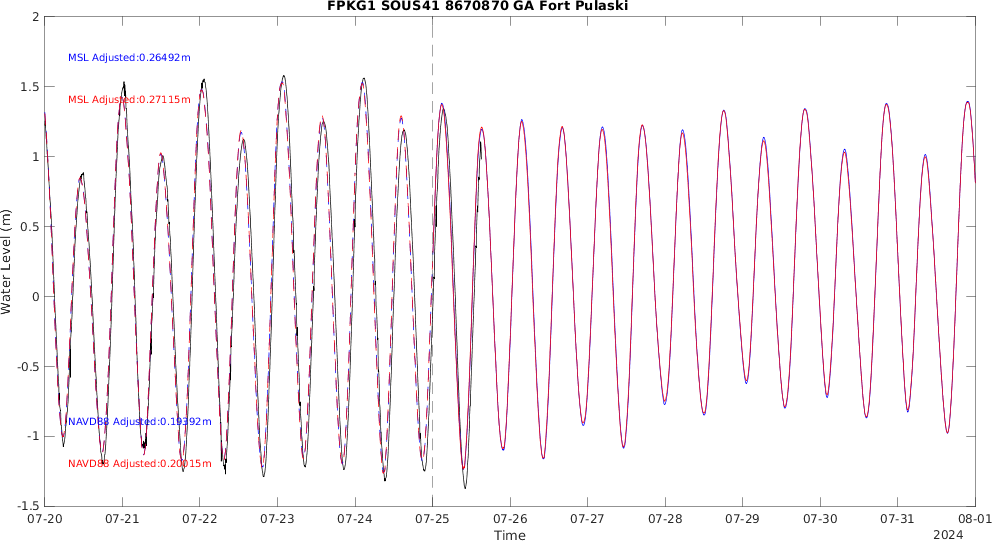 FPKG1 SOUS41 8670870 GA Fort Pulaski
2
1.5
1
0.5
0
-0.5
-1
-1.5
Water Level (m)
MSL Adjusted:0.26492m
MSL Adjusted:0.27115m
NAVD88 Adjusted:0.19392m
NAVD88 Adjusted:0.20015m
07-20 07-21 07-22 07-23 07-24 07-25 07-26 07-27 07-28 07-29 07-30 07-31 08-01
Time
2024